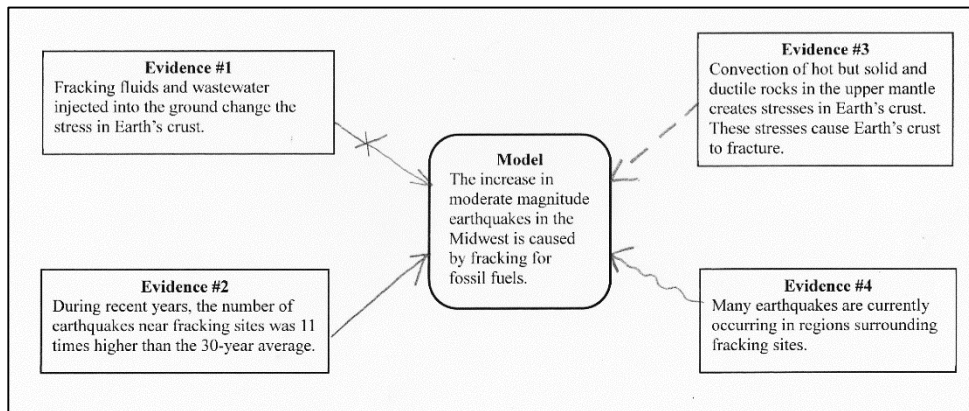 Evidence #1
Fracking fluids and wastewater
injected into the ground change the
stress in Earth's crust.
Evidence #3
Convection of hot but solid and
ductile rocks in the upper mantle
creates stresses in Earth's crust.
These stresses cause Earth's crust
to fracture.
Model
The increase in
moderate magnitude
earthquakes in the
Midwest is caused
by fracking for
fossil fuels.
Evidence #2
During recent years, the number of
earthquakes near fracking sites was 11
times higher than the 30-year average.
Evidence #4
Many earthquakes are currently
occurring in regions surrounding
fracking sites.